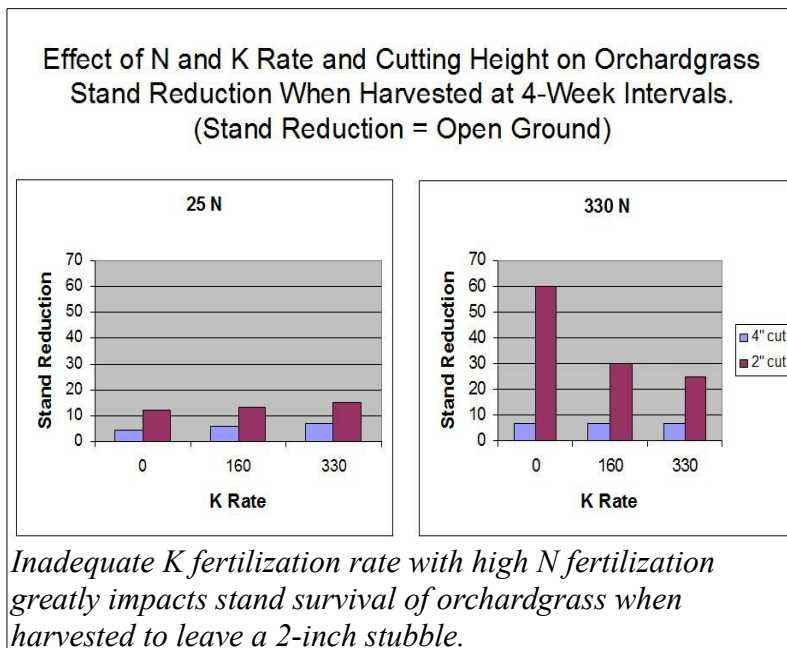 Effect of N and K Rate and Cutting Height on Orchardgrass
Stand Reduction When Harvested at 4-Week Intervals.
(Stand Reduction = Open Ground)
25 N
70
60
50
40
30
20
10
0
Stand Reduction
0 160 330
K Rate
330 N
70
60
50
40
30
20
10
0
Stand Reduction
0 160 330
K Rate
4" cut
2" cut
Inadequate K fertilization rate with high N fertilization
greatly impacts stand survival of orchardgrass when
harvested to leave a 2-inch stubble.